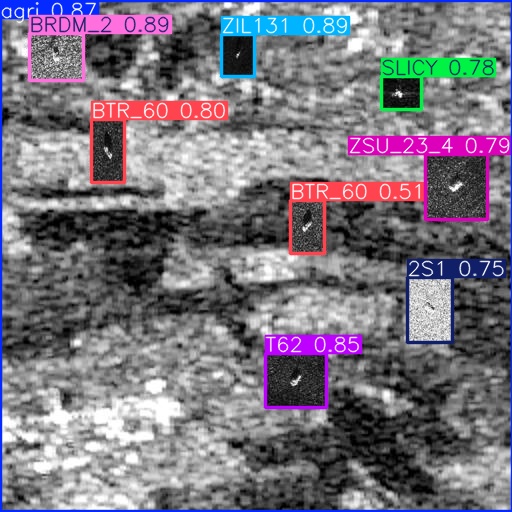 agri 0.87
BRDM_2 0.89
ZIL131 0.89
SLICY 0.78
BTR_60 0.80
ZSU_23_4 0.79
BTR_60 0.51
2S1 0.75
T62 0.85